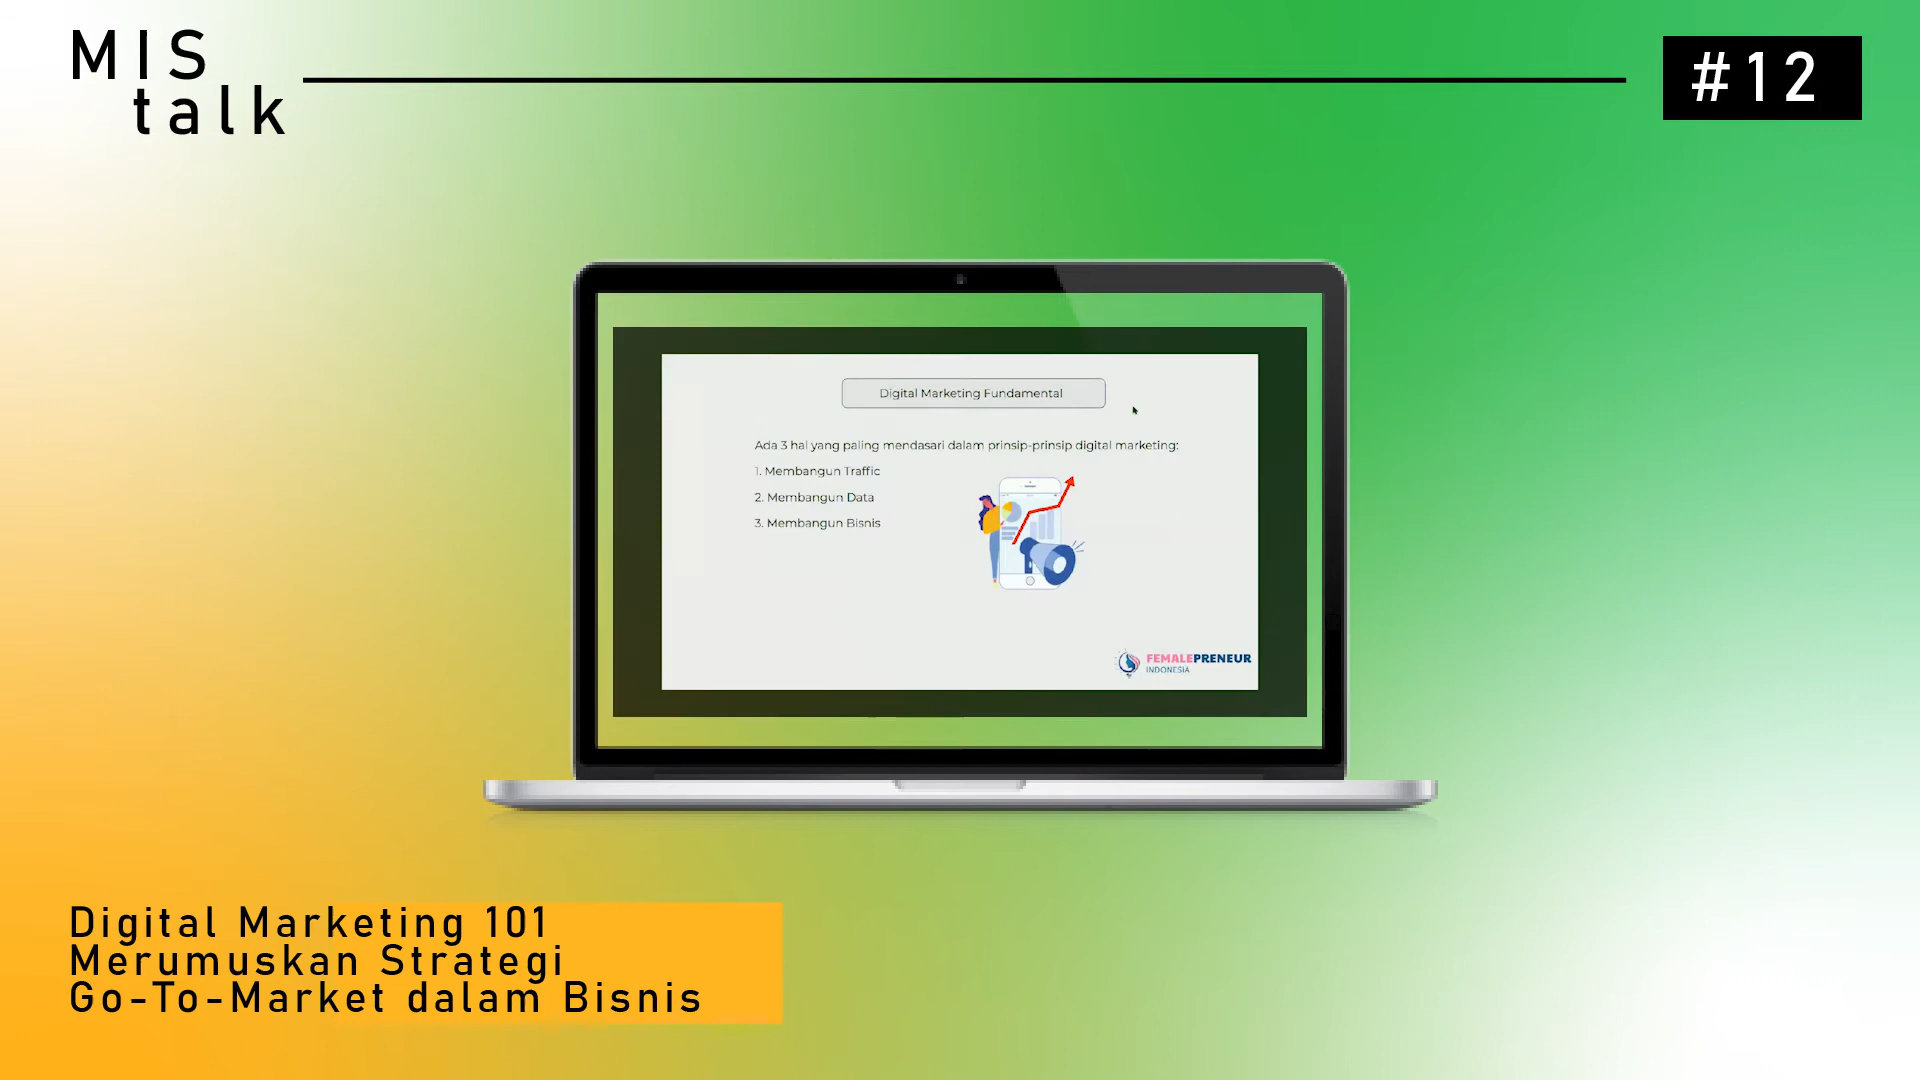 MIS
talk
#12
Digital Marketing Fundamental
Ada 3 hal yang paling mendasari dalam prinsip-prinsip digital marketing:
1. Membangun Traffic
2. Membangun Data
3. Membangun Bisnis
FEMALEPRENEUR
INDONESIA
Digital Marketing 101
Merumuskan Strategi
Go-To-Market dalam Bisnis